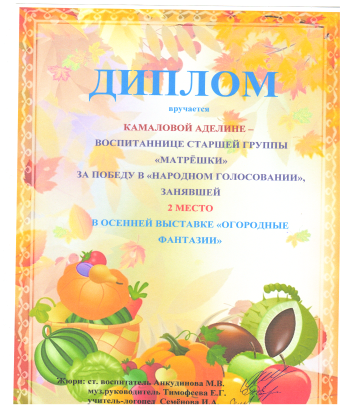 ДИПЛОМ
вручается
КАМАЛОВОЙ АДЕЛИНЕ –
ВОСПИТАННИЦЕ СТАРШЕЙ ГРУППЫ
«МАТРЁШКИ»
ЗА ПОБЕДУ В «НАРОДНОМ ГОЛОСОВАНИИ»,
ЗАНЯВШЕЙ
2 МЕСТО
В ОСЕННЕЙ ВЫСТАВКЕ «ОГОРОДНЫЕ
ФАНТАЗИИ»
Жюри: ст. воспитатель Анкудинова М.В.
муз.руководитель Тимофеева Е.Г.
учитель-логопед Семёнова И.А.